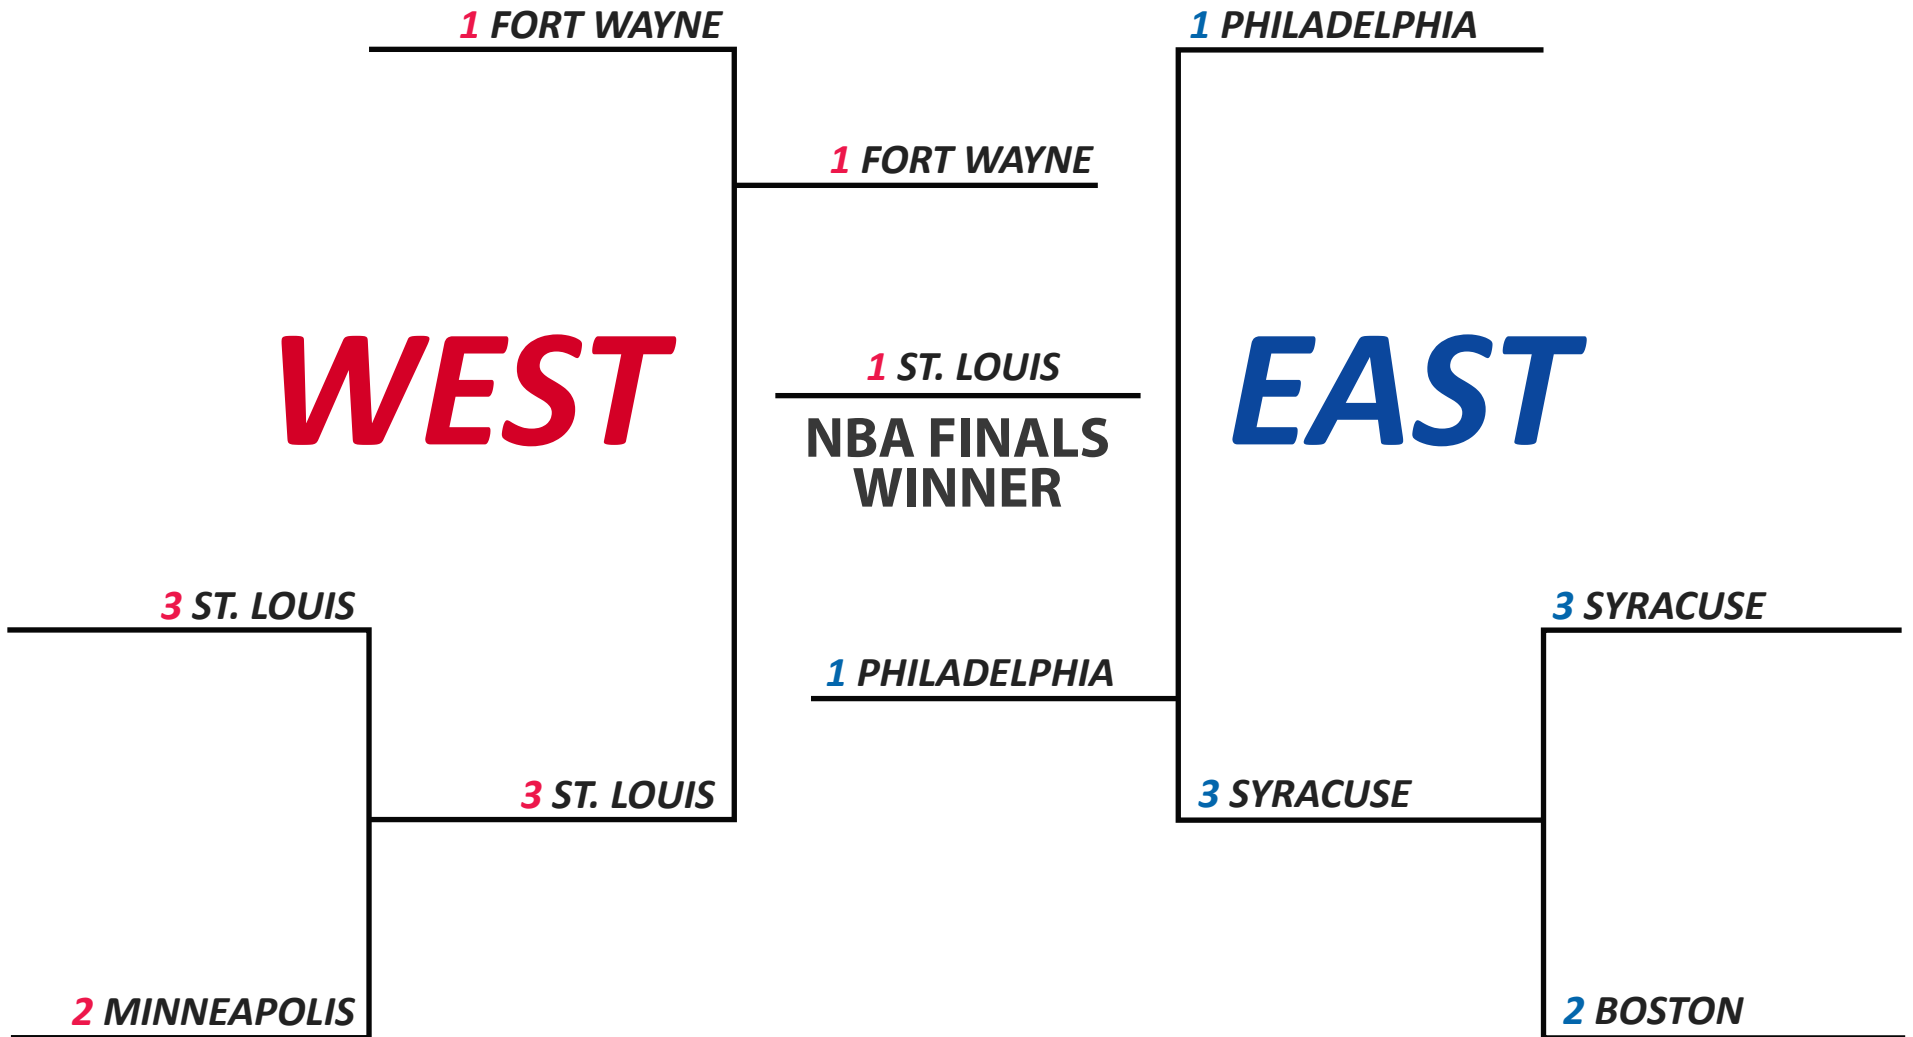 1 FORT WAYNE
1 PHILADELPHIA
1 FORT WAYNE
WEST
1 ST. LOUIS
NBA FINALS
WINNER
EAST
3 ST. LOUIS
3 SYRACUSE
1 PHILADELPHIA
3 ST. LOUIS
3 SYRACUSE
2 MINNEAPOLIS
2 BOSTON